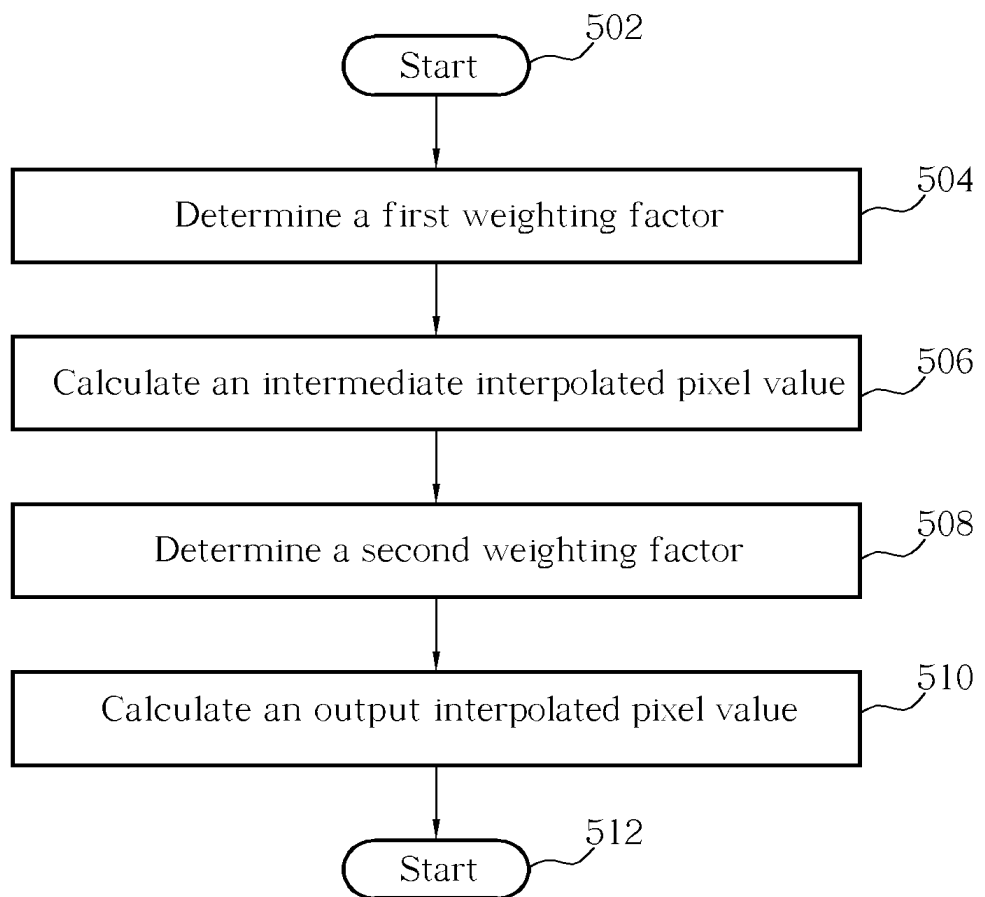 502
Start
504
Determine a first weighting factor
506
Calculate an intermediate interpolated pixel value
508
Determine a second weighting factor
510
Calculate an output interpolated pixel value
512
Start